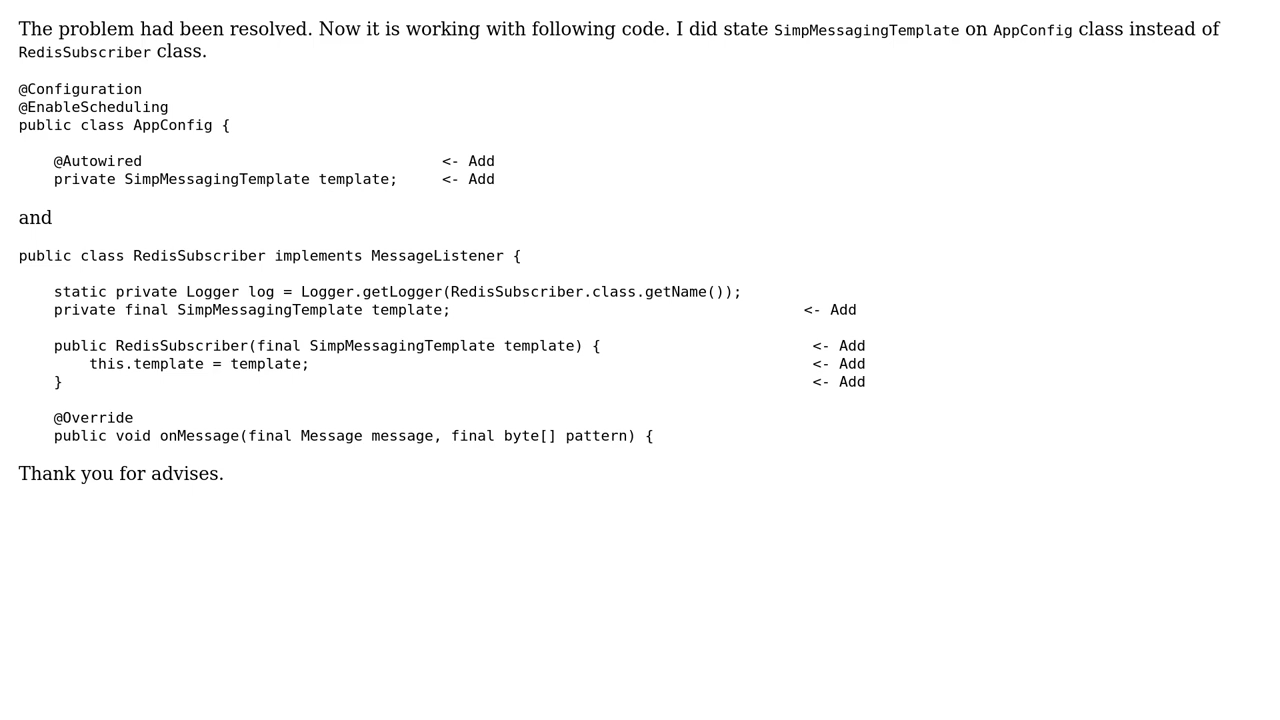 The problem had been resolved. Now it is working with following code. I did state SimpMessagingTemplate on AppConfig class instead of
RedisSubscriber class.
@Configuration
@EnableScheduling
public class AppConfig {
    @Autowired                                  <- Add
    private SimpMessagingTemplate template;     <- Add
and
public class RedisSubscriber implements MessageListener {
    static private Logger log = Logger.getLogger(RedisSubscriber.class.getName());
    private final SimpMessagingTemplate template;                                        <- Add
    public RedisSubscriber(final SimpMessagingTemplate template) {                        <- Add
        this.template = template;                                                         <- Add
    }                                                                                     <- Add
    @Override
    public void onMessage(final Message message, final byte[] pattern) {
Thank you for advises.